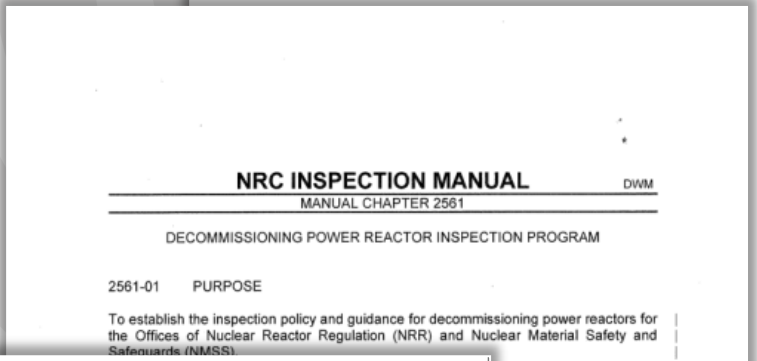 NRC INSPECTION MANUAL DWM
MANUAL CHAPTER 2561
DECOMMISSIONING POWER REACTOR INSPECTION PROGRAM
2561-01 PURPOSE
To establish the inspection policy and guidance for decommissioning power reactors for
the Offices of Nuclear Reactor Regulation (NRR) and Nuclear Material Safety and
Safeguards (NMSS).